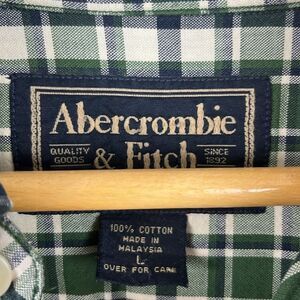 Abercrombie
QUALITY GOODS & Fitch SINCE 1892
100% COTTON
MADE IN
MALAYSIA
L
OVER FOR CARE